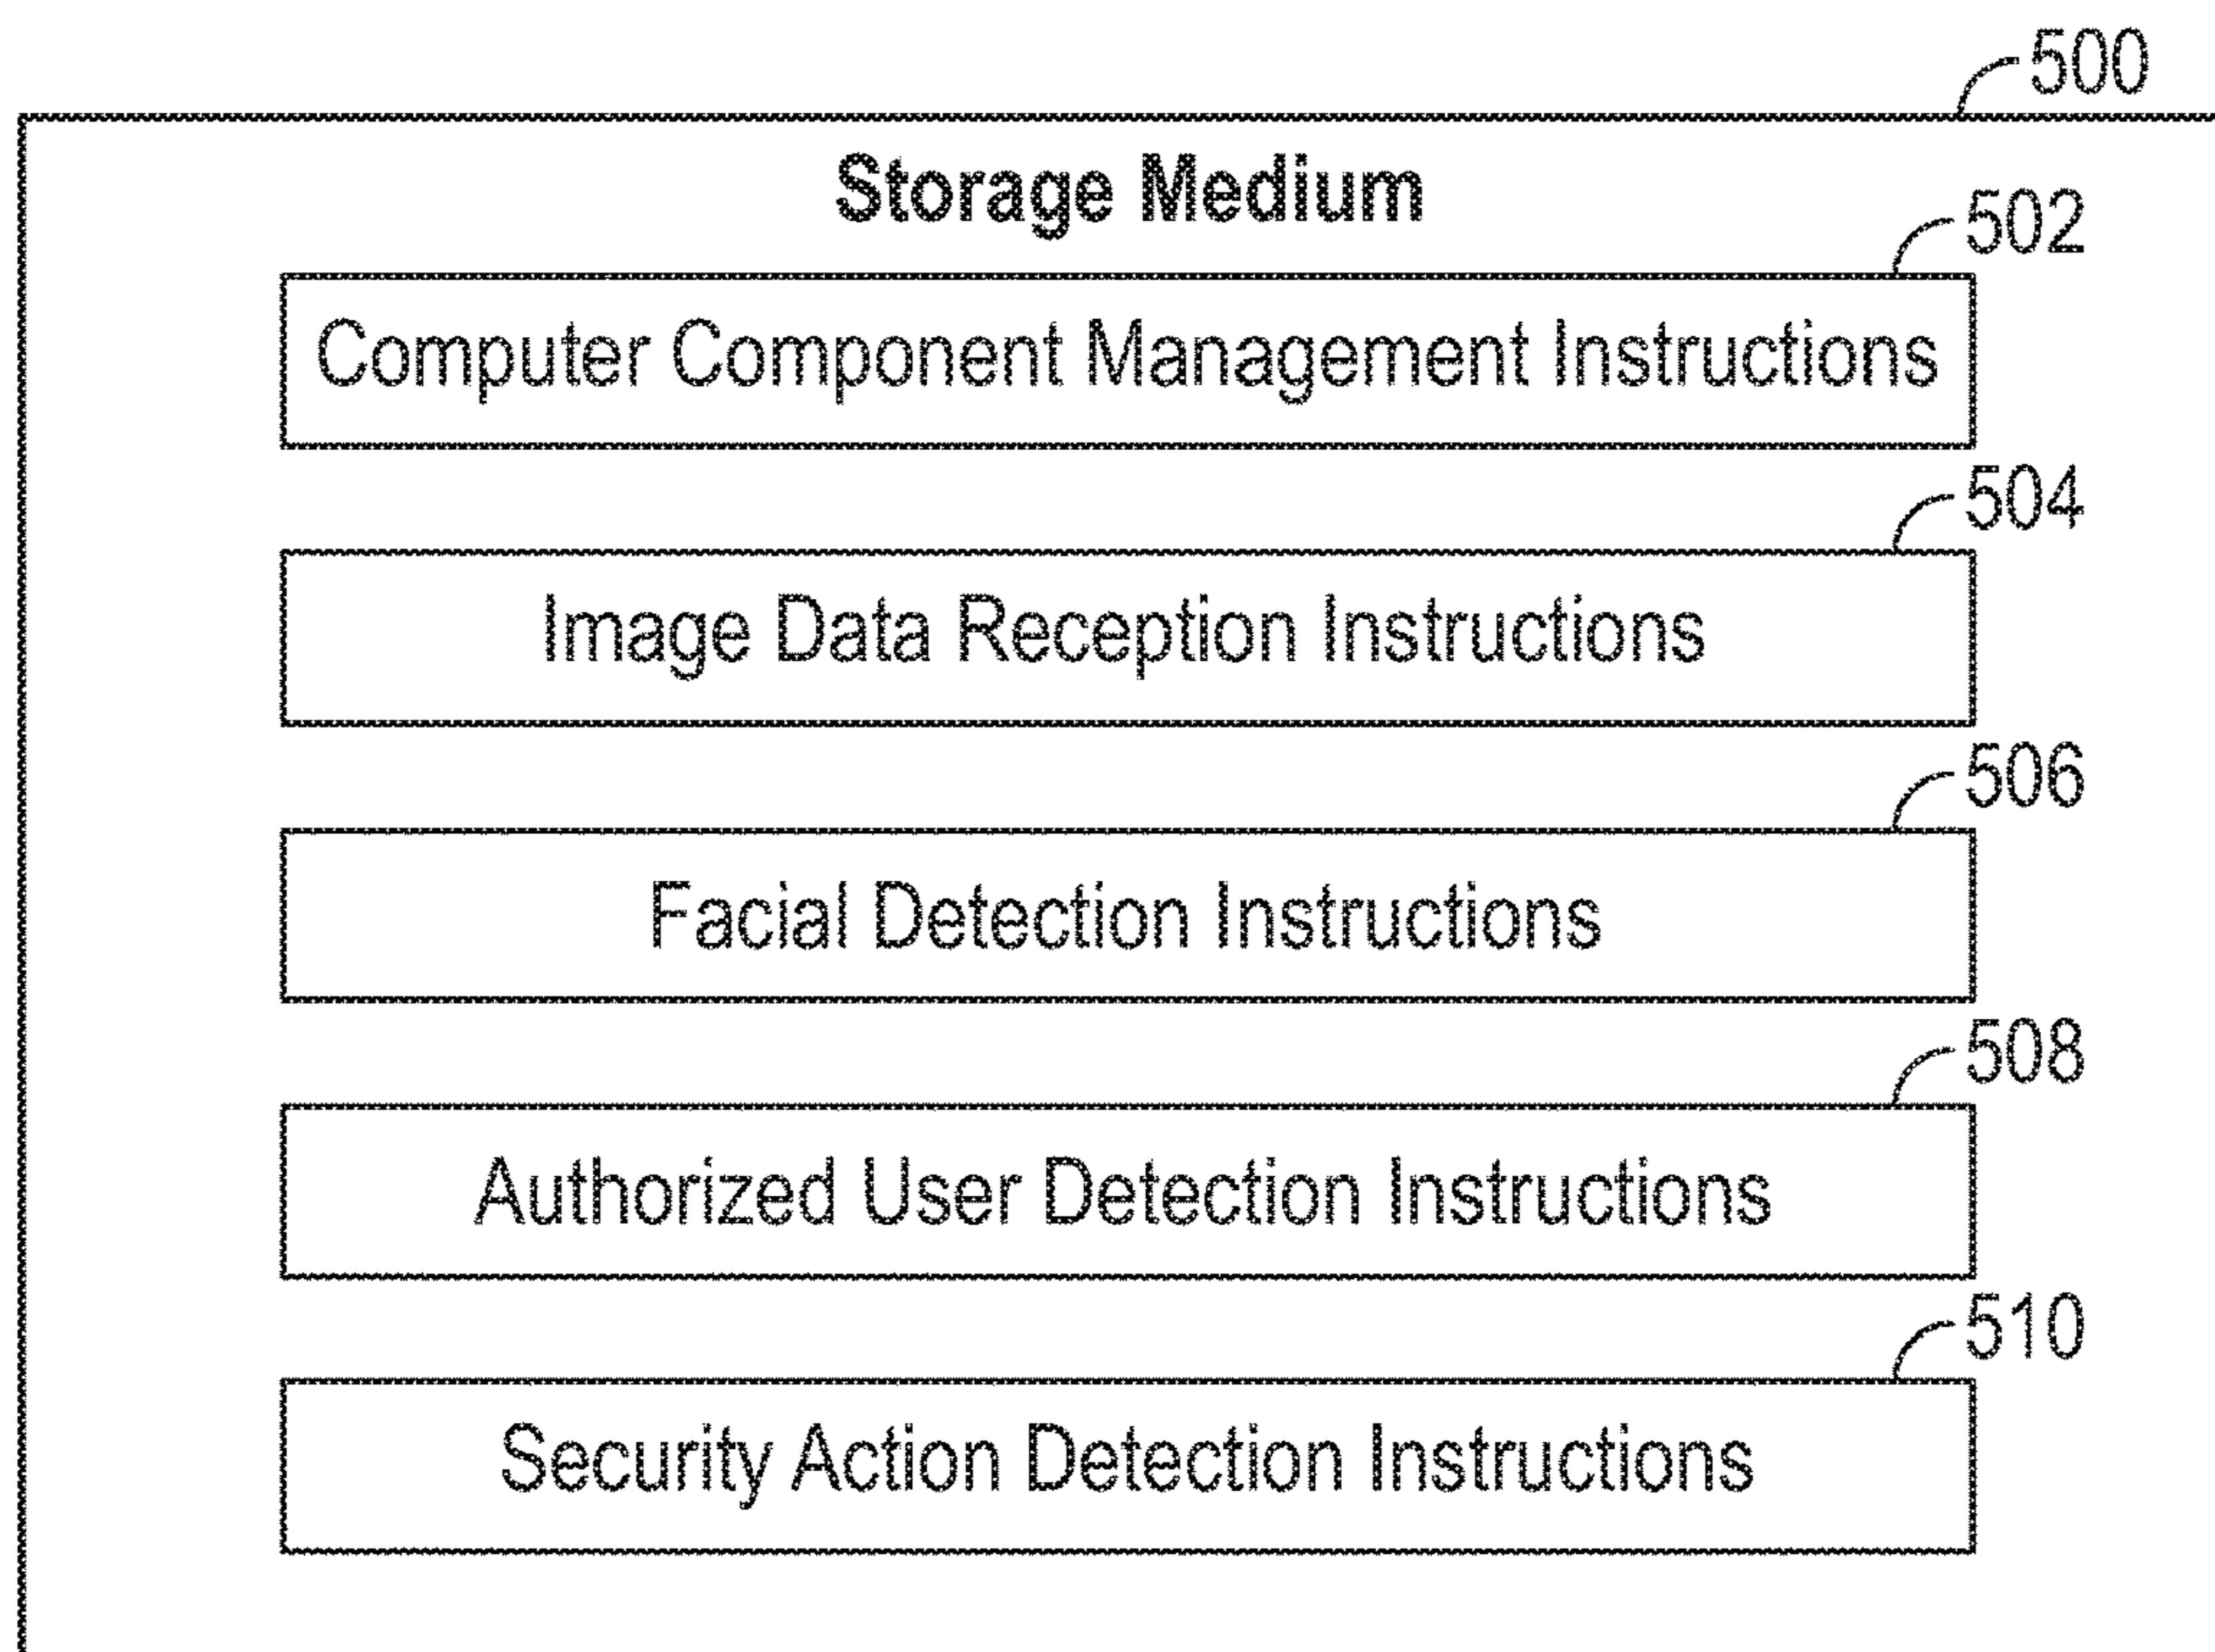 500
Storage Medium
502
Computer Component Management Instructions
504
Image Data Reception Instructions
506
Facial Detection Instructions
508
Authorized User Detection Instructions
510
Security Action Detection Instructions